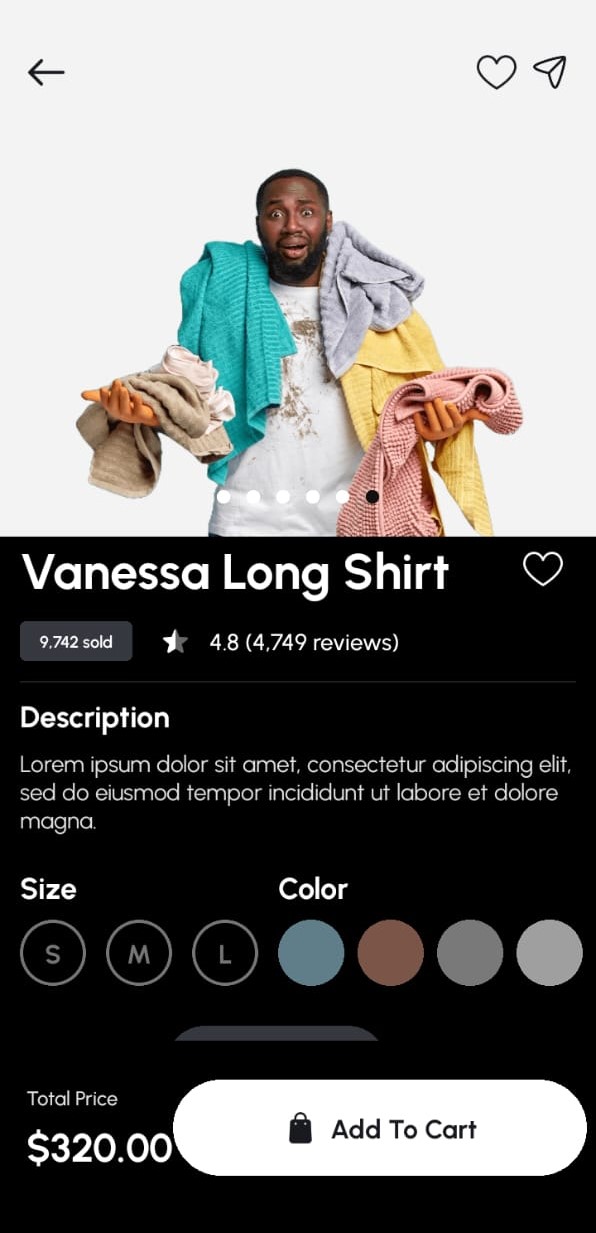 Vanessa Long Shirt
9,742 sold
4.8 (4,749 reviews)
Description
Lorem ipsum dolor sit amet, consectetur adipiscing elit,
sed do eiusmod tempor incididunt ut labore et dolore
magna.
Size
Color
S
M
L
Total Price
$320.00
Add To Cart